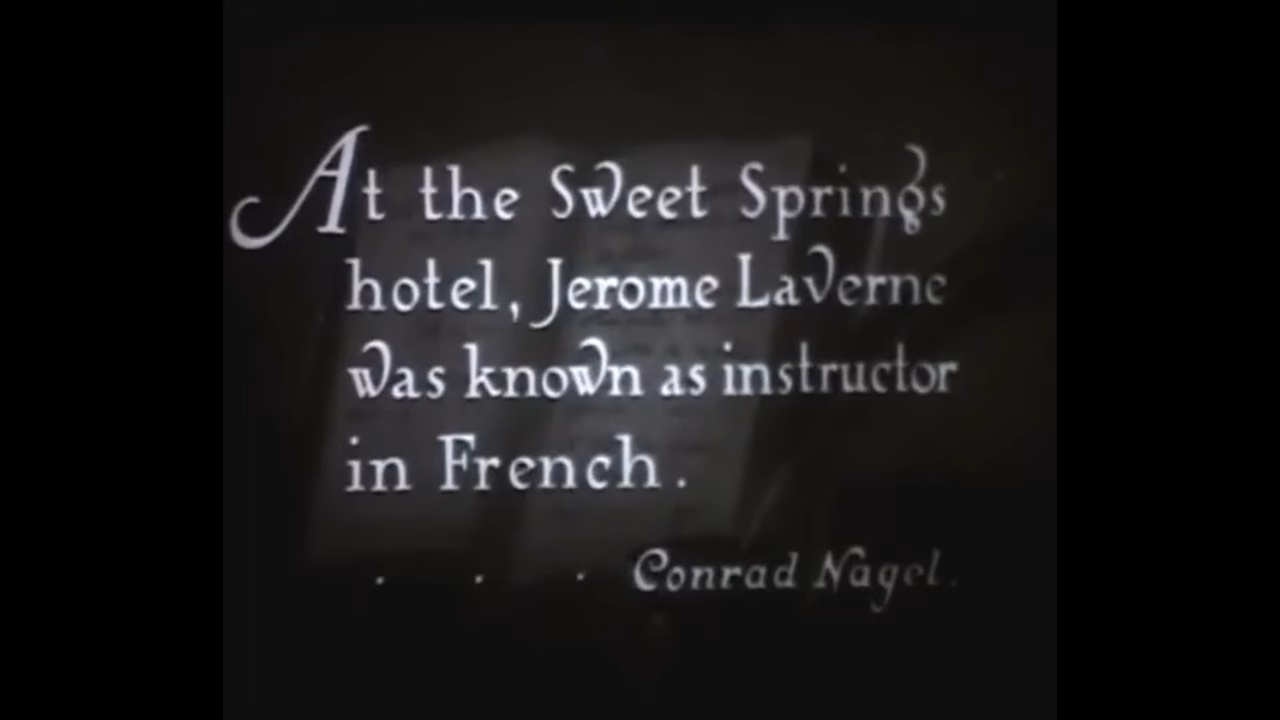 At the Sweet Springs
hotel, Jerome LaVerne
was known as instructor
in French.
. . . Conrad Nagel.